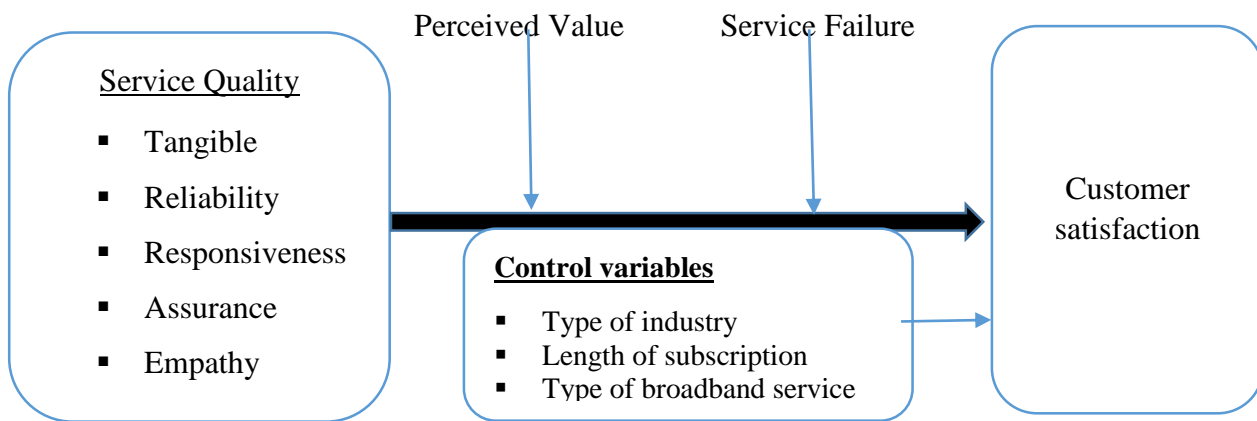 Perceived Value
Service Failure
Service Quality
▪ Tangible
▪ Reliability
▪ Responsiveness
▪ Assurance
▪ Empathy
Control variables
▪ Type of industry
▪ Length of subscription
▪ Type of broadband service
Customer
satisfaction